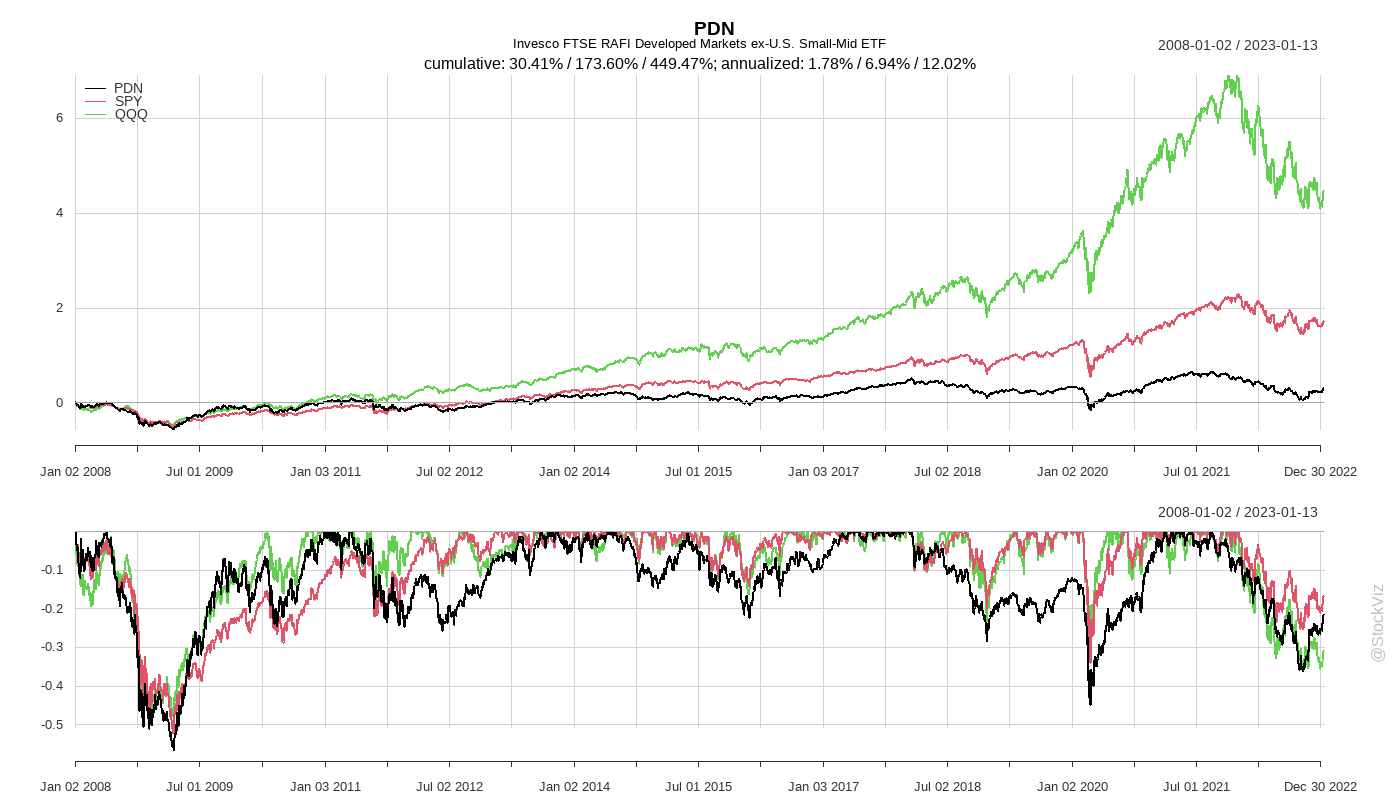 PDN
Invesco FTSE RAFI Developed Markets ex-U.S. Small-Mid ETF
2008-01-02 / 2023-01-13
cumulative: 30.41% / 173.60% / 449.47%; annualized: 1.78% / 6.94% / 12.02%
PDN
SPY
QQQ
6
4
2
0
Jan 02 2008 Jul 01 2009 Jan 03 2011 Jul 02 2012 Jan 02 2014 Jul 01 2015 Jan 03 2017 Jul 02 2018 Jan 02 2020 Jul 01 2021 Dec 30 2022
2008-01-02 / 2023-01-13
-0.1
-0.2
-0.3
-0.4
-0.5
Jan 02 2008 Jul 01 2009 Jan 03 2011 Jul 02 2012 Jan 02 2014 Jul 01 2015 Jan 03 2017 Jul 02 2018 Jan 02 2020 Jul 01 2021 Dec 30 2022
@StockViz